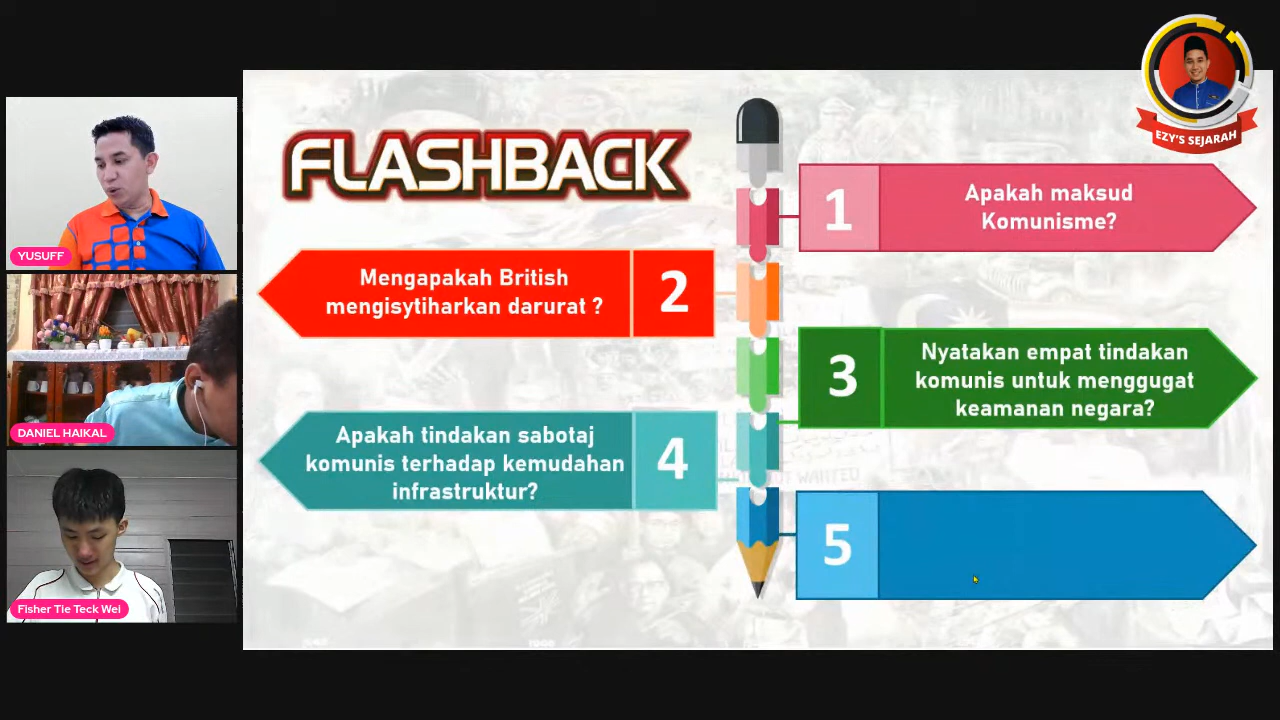 EZY'S SEJARAH
FLASHBACK
1
Apakah maksud
Komunisme?
2
Mengapakah British
mengisytiharkan darurat ?
3
Nyatakan empat tindakan
komunis untuk menggugat
keamanan negara?
4
Apakah tindakan sabotaj
komunis terhadap kemudahan
infrastruktur?
5
YUSUFF
DANIEL HAIKAL
Fisher Tie Teck Wei